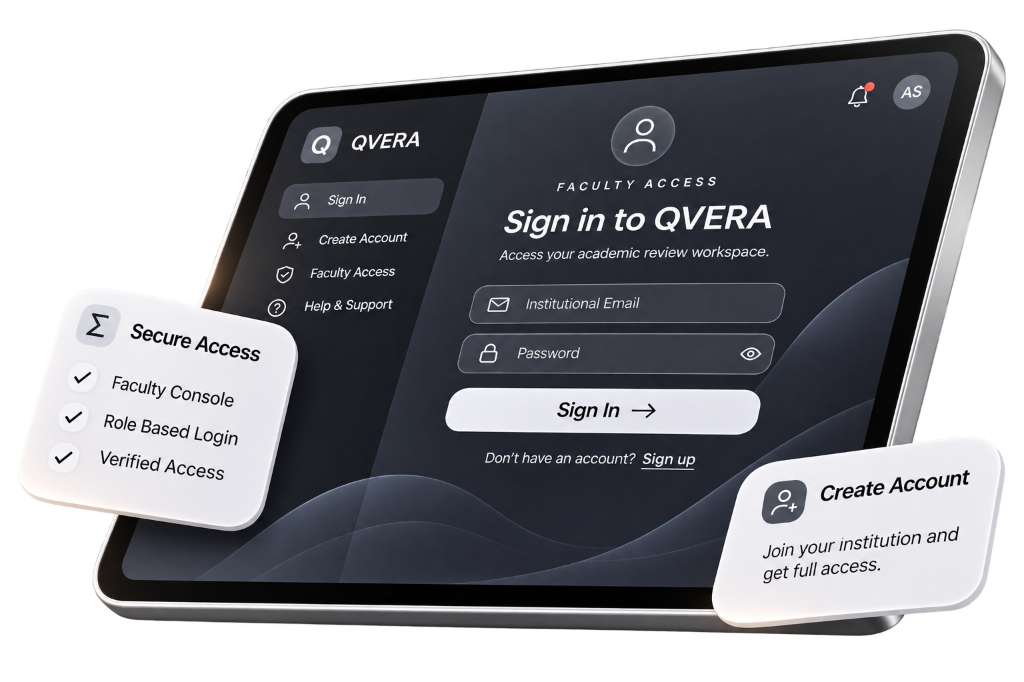 Q QVERA
Sign In
Create Account
Faculty Access
Help & Support
AS
FACULTY ACCESS
Sign in to QVERA
Access your academic review workspace.
Institutional Email
Password
Sign In →
Don't have an account? Sign up
Σ Secure Access
Faculty Console
Role Based Login
Verified Access
Create Account
Join your institution and
get full access.